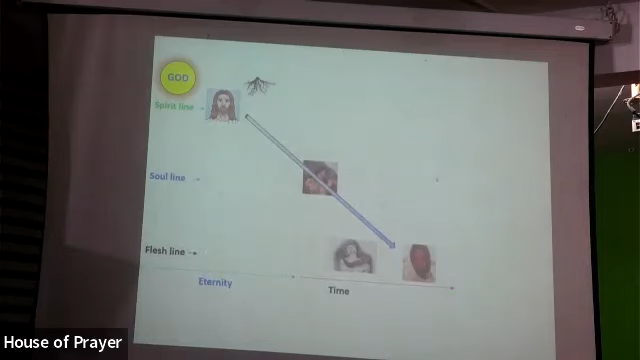 GOD
Spirit line
Soul line
Flesh line
Eternity
Time
House of Prayer